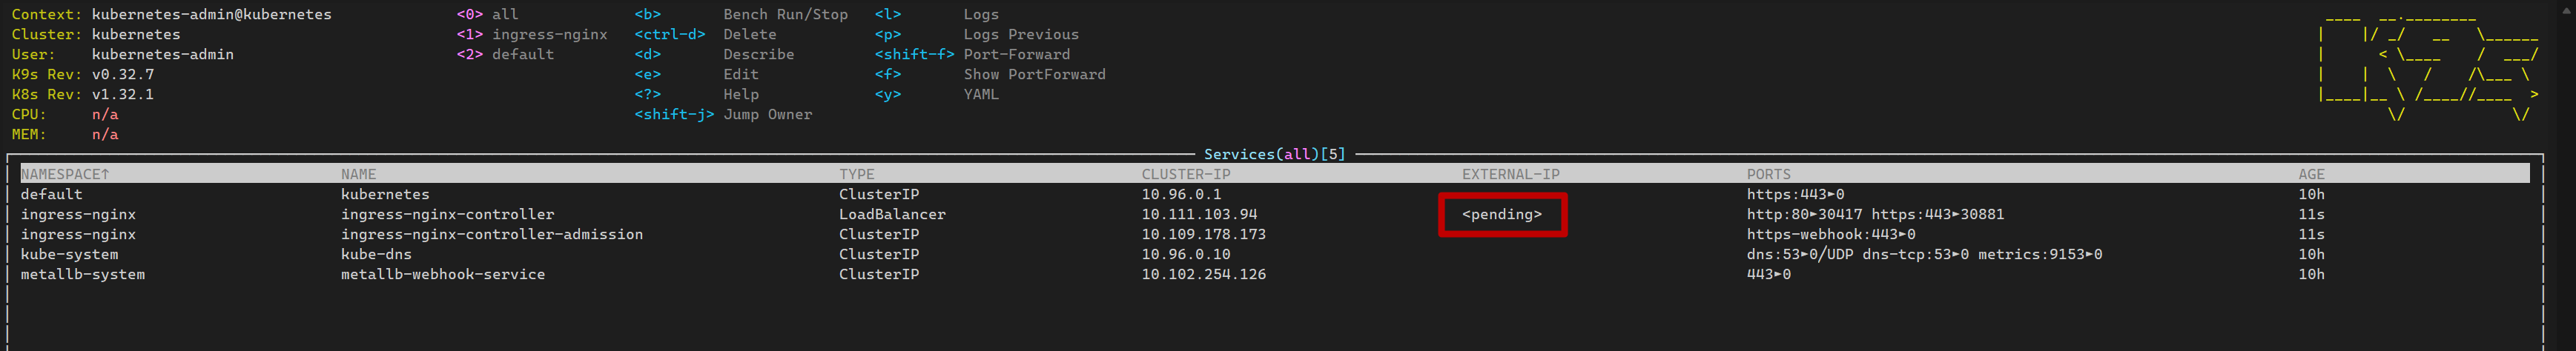 Context: kubernetes-admin@kubernetes <0> all <b> Bench Run/Stop <l> Logs
Cluster: kubernetes <1> ingress-nginx <ctrl-d> Delete <p> Logs Previous
User: kubernetes-admin <2> default <d> Describe <shift-f> Port-Forward
K9s Rev: v0.32.7 <e> Edit <f> Show PortForward
K8s Rev: v1.32.1 <?> Help <y> YAML
CPU: n/a <shift-j> Jump Owner
MEM: n/a
Services(all)[5]
NAMESPACE↑ NAME TYPE CLUSTER-IP EXTERNAL-IP PORTS AGE
default kubernetes ClusterIP 10.96.0.1 https:443►0 10h
ingress-nginx ingress-nginx-controller LoadBalancer 10.111.103.94 <pending> http:80►30417 https:443►30881 11s
ingress-nginx ingress-nginx-controller-admission ClusterIP 10.109.178.173 https-webhook:443►0 11s
kube-system kube-dns ClusterIP 10.96.0.10 dns:53►0/UDP dns-tcp:53►0 metrics:9153►0 10h
metallb-system metallb-webhook-service ClusterIP 10.102.254.126 443►0 10h